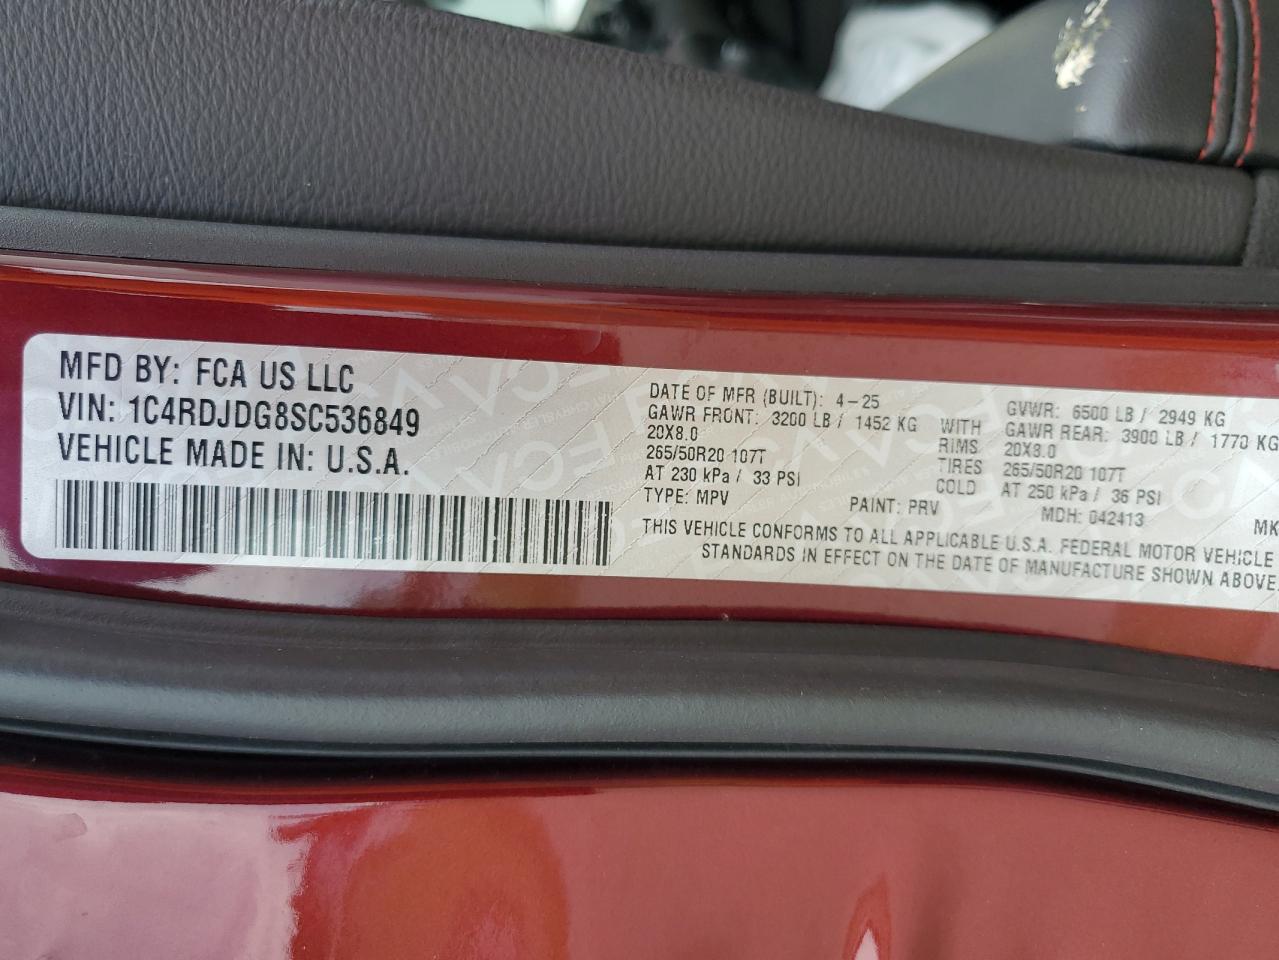 MFD BY: FCA US LLC
VIN: 1C4RDJDG8SC536849
VEHICLE MADE IN: U.S.A.
DATE OF MFR (BUILT): 4-25
GAWR FRONT: 3200 LB / 1452 KG
20X8.0
265/50R20 107T
AT 230 kPa / 33 PSI
TYPE: MPV
WITH
RIMS
TIRES
COLD
GVWR: 6500 LB / 2949 KG
GAWR REAR: 3900 LB / 1770 KG
20X8.0
265/50R20 107T
AT 250 kPa / 36 PSI
PAINT: PRV
MDH: 042413
MK
THIS VEHICLE CONFORMS TO ALL APPLICABLE U.S.A. FEDERAL MOTOR VEHICLE
STANDARDS IN EFFECT ON THE DATE OF MANUFACTURE SHOWN ABOVE.